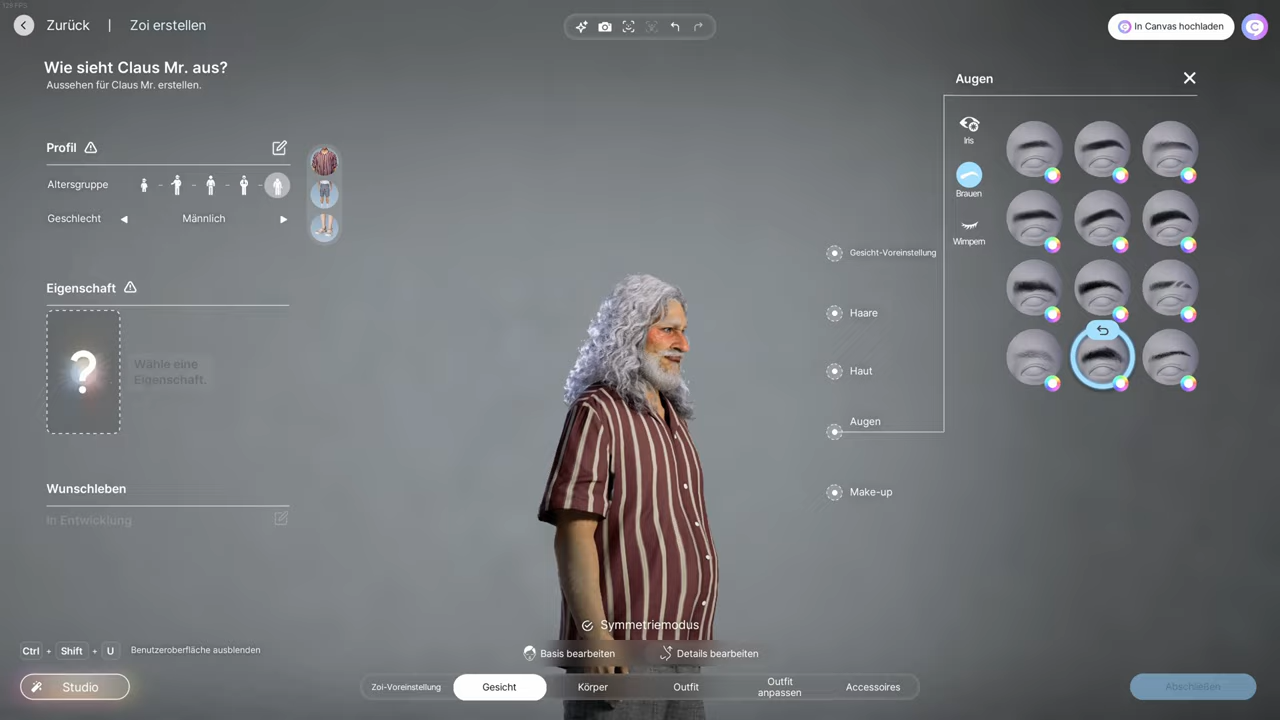 129 FPS
Zurück | Zoi erstellen
In Canvas hochladen
Wie sieht Claus Mr. aus?
Aussehen für Claus Mr. erstellen.
Augen
Profil
Altersgruppe
Geschlecht
Männlich
Iris
Brauen
Wimpern
Gesicht-Voreinstellung
Eigenschaft
Haare
?
Wähle eine
Eigenschaft.
Haut
Augen
Wunschleben
In Entwicklung
Make-up
Symmetriemodus
Ctrl + Shift + U Benutzeroberfläche ausblenden
Basis bearbeiten
Details bearbeiten
Studio
Zoi-Voreinstellung
Gesicht
Körper
Outfit
Outfit
anpassen
Accessoires
Abschließen